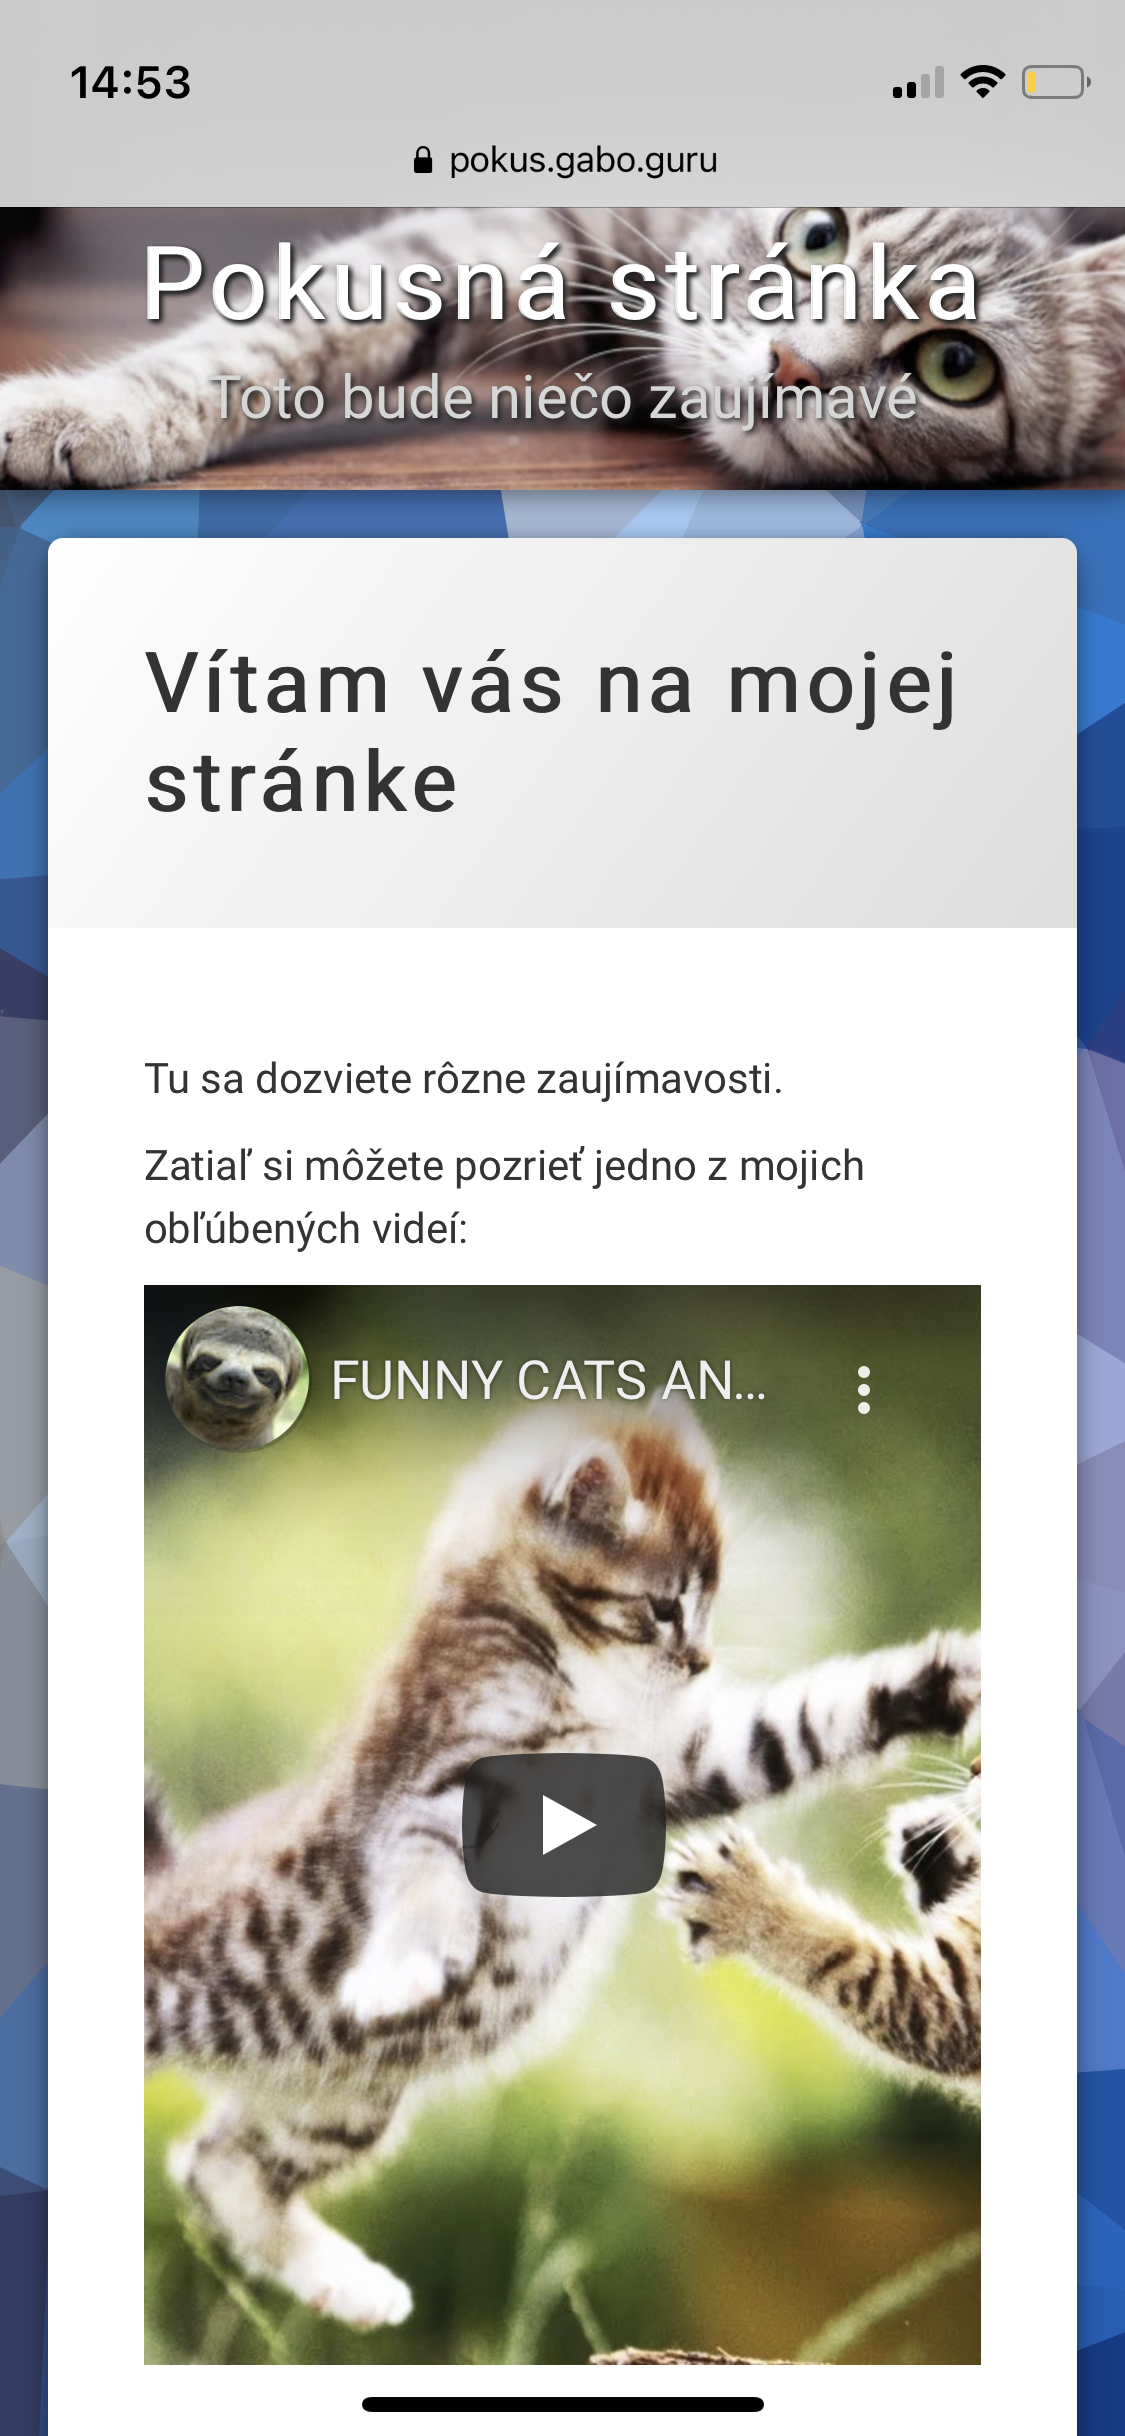 14:53
pokus.gabo.guru
Pokusná stránka
Toto bude niečo zaujímavé
Vítam vás na mojej
stránke
Tu sa dozviete rôzne zaujímavosti.
Zatiaľ si môžete pozrieť jedno z mojich
obľúbených videí:
FUNNY CATS AN...